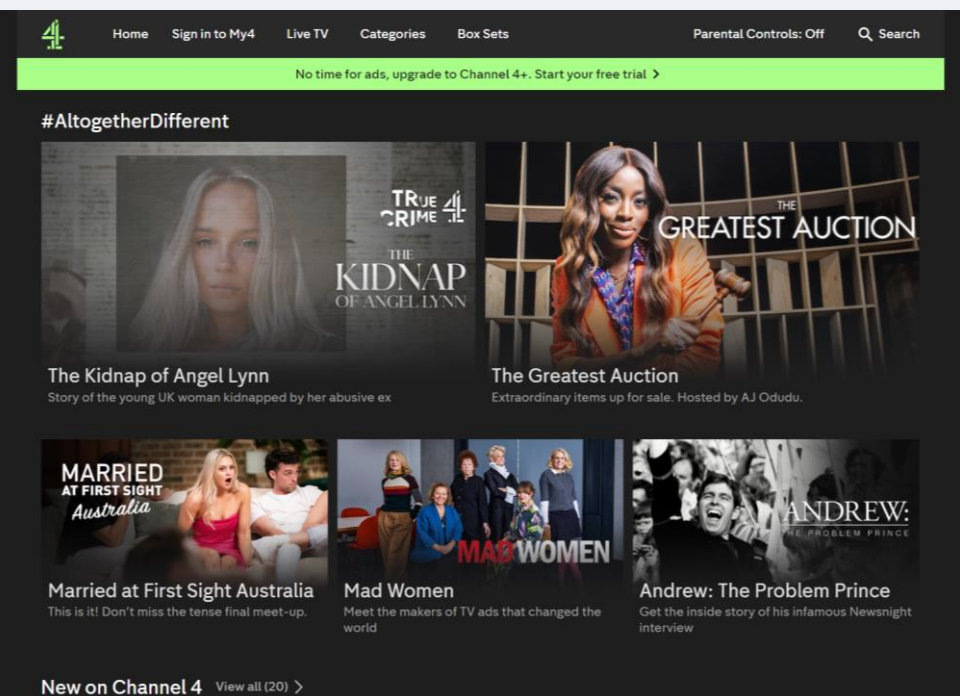 4
Home Sign in to My4 Live TV Categories Box Sets Parental Controls: Off Search
No time for ads, upgrade to Channel 4+. Start your free trial
#AltogetherDifferent
TRUE
CRIME 4
THE
KIDNAP
OF ANGEL LYNN
The Kidnap of Angel Lynn
Story of the young UK woman kidnapped by her abusive ex
THE
GREATEST AUCTION
The Greatest Auction
Extraordinary items up for sale. Hosted by AJ Odudu.
MARRIED
AT FIRST SIGHT
Australia
Married at First Sight Australia
This is it! Don't miss the tense final meet-up.
MAD WOMEN
Mad Women
Meet the makers of TV ads that changed the
world
ANDREW:
THE PROBLEM PRINCE
Andrew: The Problem Prince
Get the inside story of his infamous Newsnight
interview
New on Channel 4 View all (20)